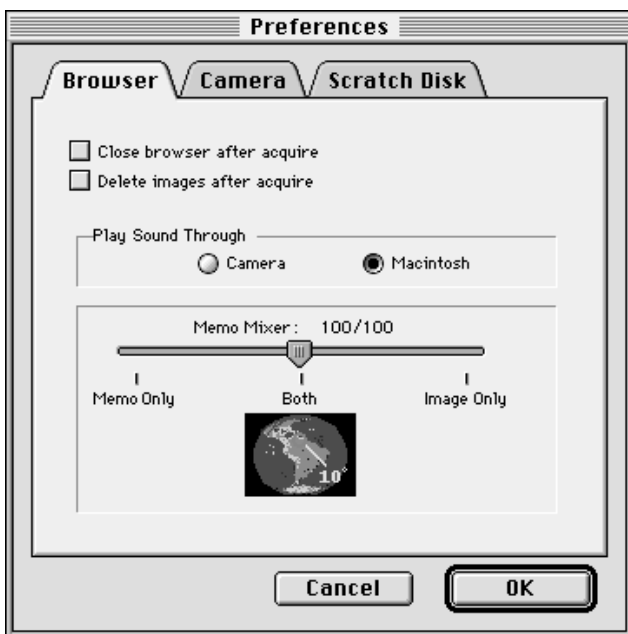 Preferences
Browser Camera Scratch Disk
Close browser after acquire
Delete images after acquire
Play Sound Through
Camera Macintosh
Memo Mixer: 100/100
Memo Only Both Image Only
10°
Cancel OK